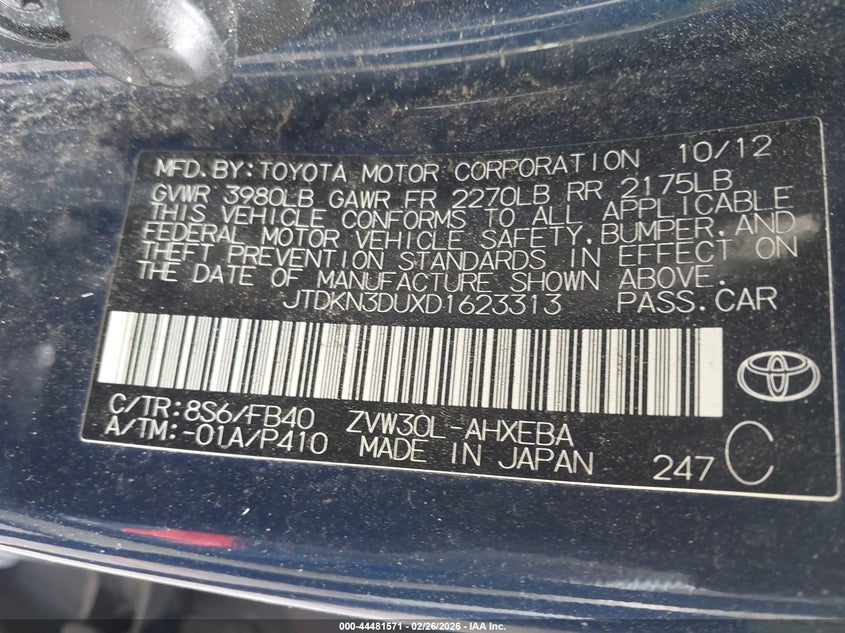 MFD.BY:TOYOTA MOTOR CORPORATION 10/12
GVWR 3980LB GAWR FR 2270LB RR 2175LB
THIS VEHICLE CONFORMS TO ALL APPLICABLE
FEDERAL MOTOR VEHICLE SAFETY,BUMPER,AND
THEFT PREVENTION STANDARDS IN EFFECT ON
THE DATE OF MANUFACTURE SHOWN ABOVE.
JTDKN3DUXD1623313 PASS.CAR
C/TR:8S6/FB40 ZVW30L-AHXEBA
A/TM:-01A/P410 MADE IN JAPAN 247 C
000-44481571 - 02/26/2026 - IAA Inc.